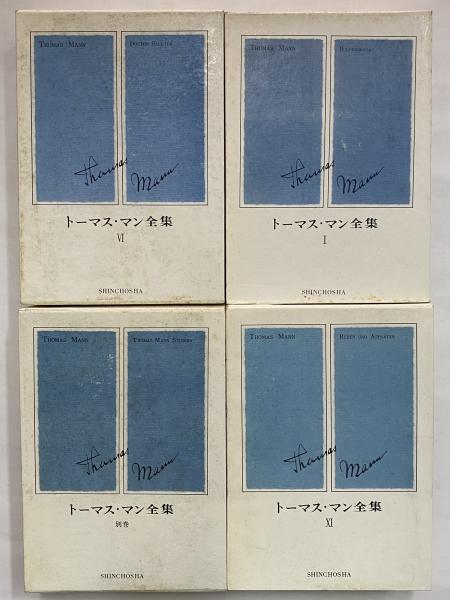 THOMAS MANN
DOCTOR FAUSTUS
Thomas
Mann
トーマス・マン全集
VI
SHINCHOSHA
THOMAS MANN
Thomas
Mann
トーマス・マン全集
I
SHINCHOSHA
THOMAS MANN
THOMAS MANN STUDIEN
Thomas
Mann
トーマス・マン全集
別巻
SHINCHOSHA
THOMAS MANN
REDEN UND AUFSÄTZE
Thomas
Mann
トーマス・マン全集
XI
SHINCHOSHA